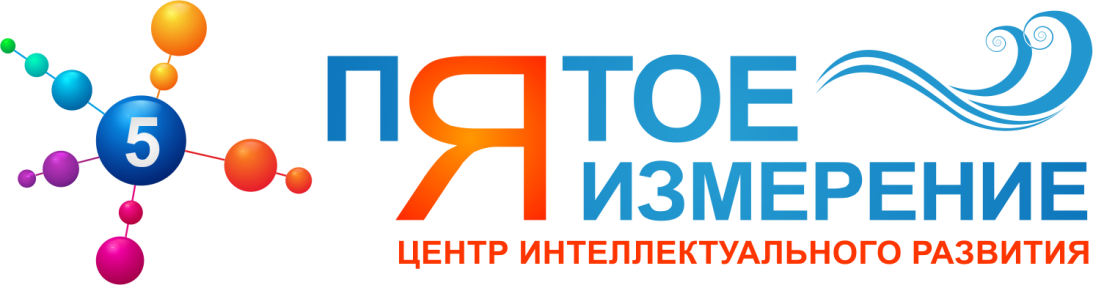 5
ПЯТОЕ
ИЗМЕРЕНИЕ
ЦЕНТР ИНТЕЛЛЕКТУАЛЬНОГО РАЗВИТИЯ